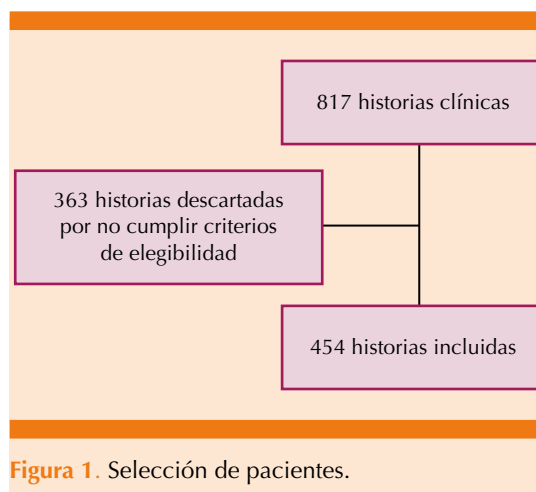 817 historias clínicas
363 historias descartadas
por no cumplir criterios
de elegibilidad
454 historias incluidas
Figura 1. Selección de pacientes.